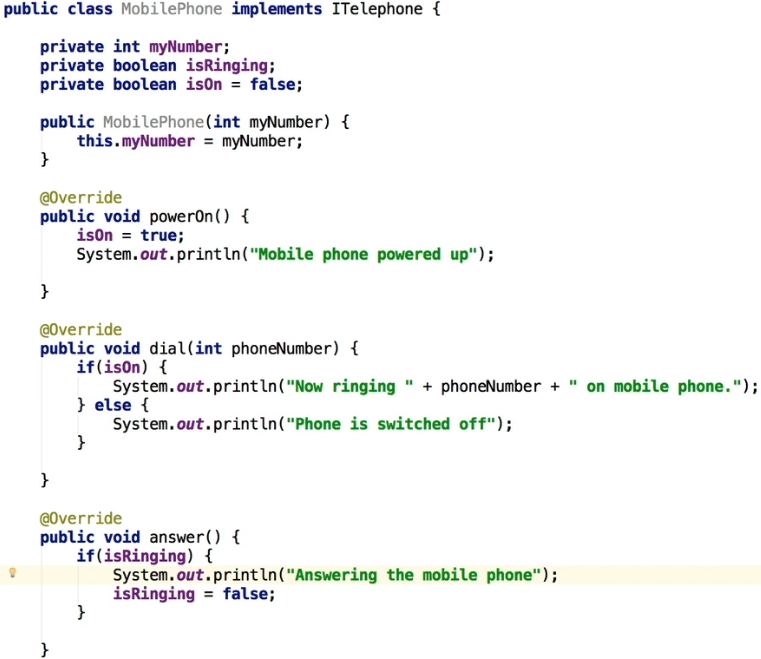 public class MobilePhone implements ITelephone {
private int myNumber;
private boolean isRinging;
private boolean isOn = false;
public MobilePhone(int myNumber) {
this.myNumber = myNumber;
}
@Override
public void powerOn() {
isOn = true;
System.out.println("Mobile phone powered up");
}
@Override
public void dial(int phoneNumber) {
if(isOn) {
System.out.println("Now ringing " + phoneNumber + " on mobile phone.");
} else {
System.out.println("Phone is switched off");
}
}
@Override
public void answer() {
if(isRinging) {
System.out.println("Answering the mobile phone");
isRinging = false;
}
}